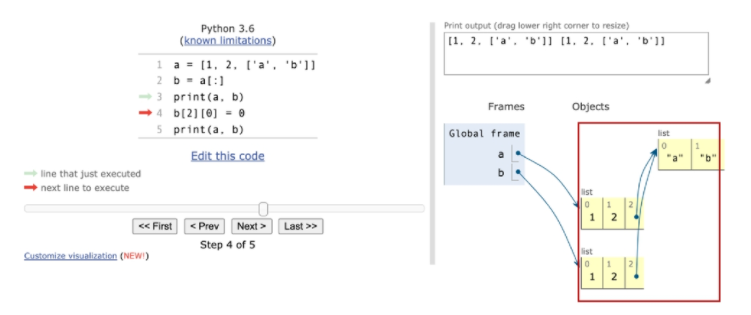 Python 3.6
(known limitations)
1 a = [1, 2, ['a', 'b']]
2 b = a[:]
3 print(a, b)
4 b[2][0] = 0
5 print(a, b)
Edit this code
line that just executed
next line to execute
<< First < Prev Next > Last >>
Step 4 of 5
Customize visualization (NEW!)
Print output (drag lower right corner to resize)
[1, 2, ['a', 'b']] [1, 2, ['a', 'b']]
Frames Objects
Global frame
a
b
list
0 1
"a" "b"
list
0 1 2
1 2
list
0 1 2
1 2